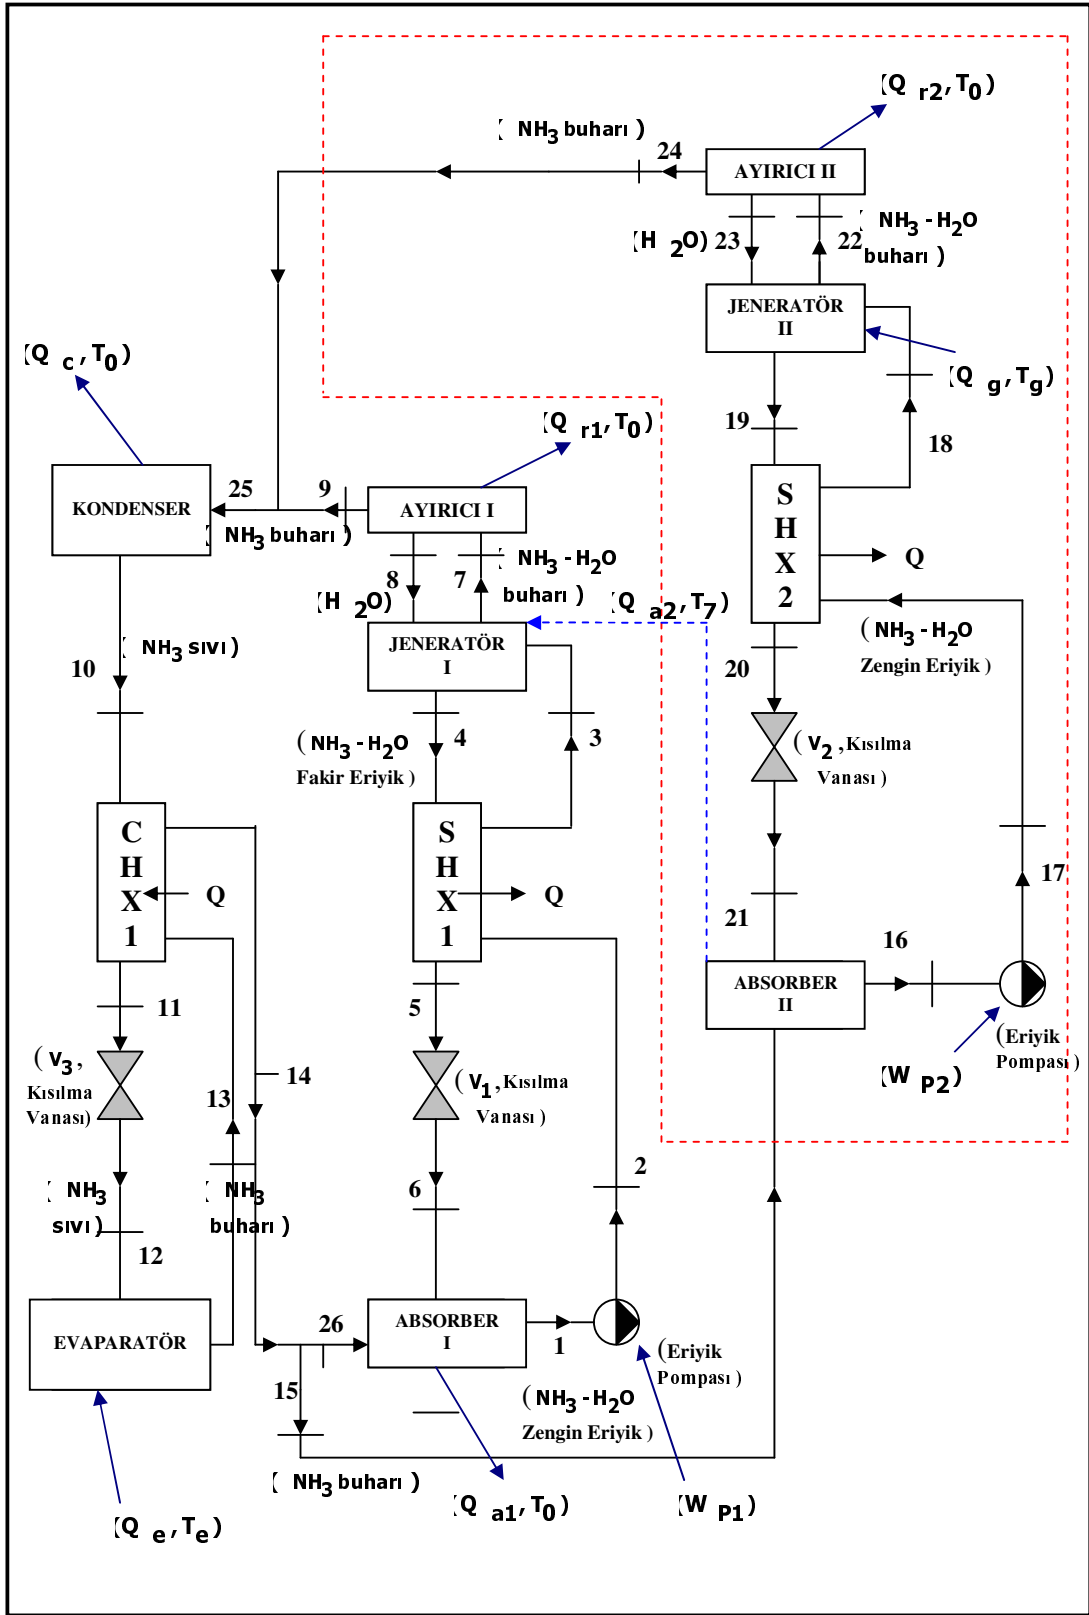 (Q r2, T0)
( NH3 buharı )
24
AYIRICI II
(H 2O) 23
22
( NH3 - H2O
buharı )
JENERATÖR
II
(Q c, T0)
(Q g, Tg)
19
18
(Q r1, T0)
KONDENSER
25
9
AYIRICI I
( NH3 buharı )
S
H
X
2
Q
8
7
( NH3 - H2O
buharı )
(H 2O)
(Q a2, T7)
JENERATÖR
I
( NH3 - H2O
Zengin Eriyik )
( NH3 sıvı )
10
20
( NH3 - H2O
Fakir Eriyik )
4
3
( V2 , Kısılma
Vanası )
C
H
X
1
Q
S
H
X
1
Q
17
21
16
11
5
ABSORBER
II
( V3 ,
Kısılma
Vanası)
13
14
( V1 , Kısılma
Vanası )
(Eriyik
Pompası )
(W P2)
( NH3
sıvı )
( NH3
buharı )
6
2
12
EVAPARATÖR
26
ABSORBER
I
1
(Eriyik
Pompası )
15
( NH3 - H2O
Zengin Eriyik )
( NH3 buharı )
(Q a1, T0)
(W P1)
(Q e, Te)